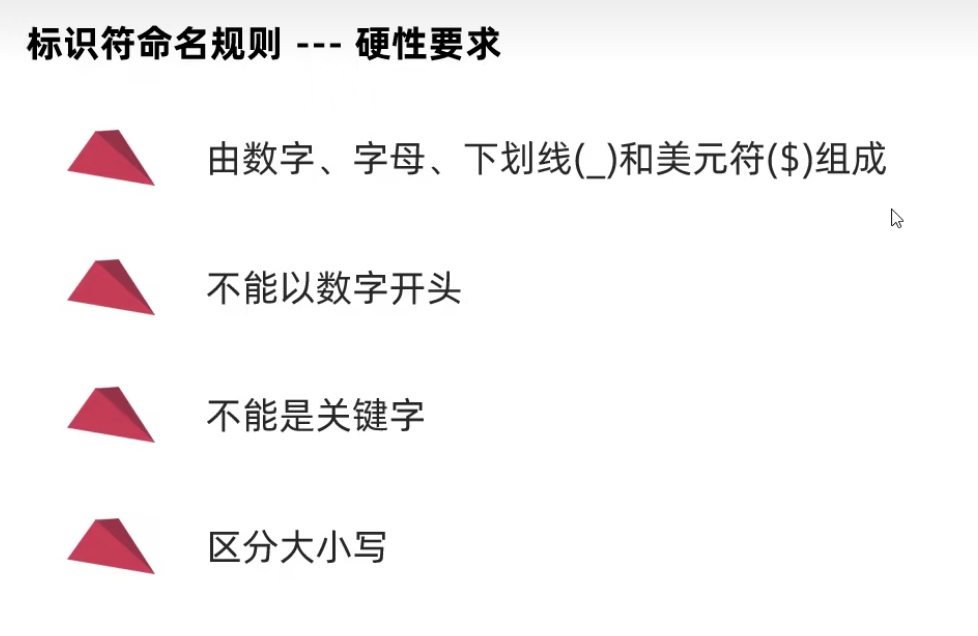 标识符命名规则 --- 硬性要求
由数字、字母、下划线(_)和美元符($)组成
不能以数字开头
不能是关键字
区分大小写